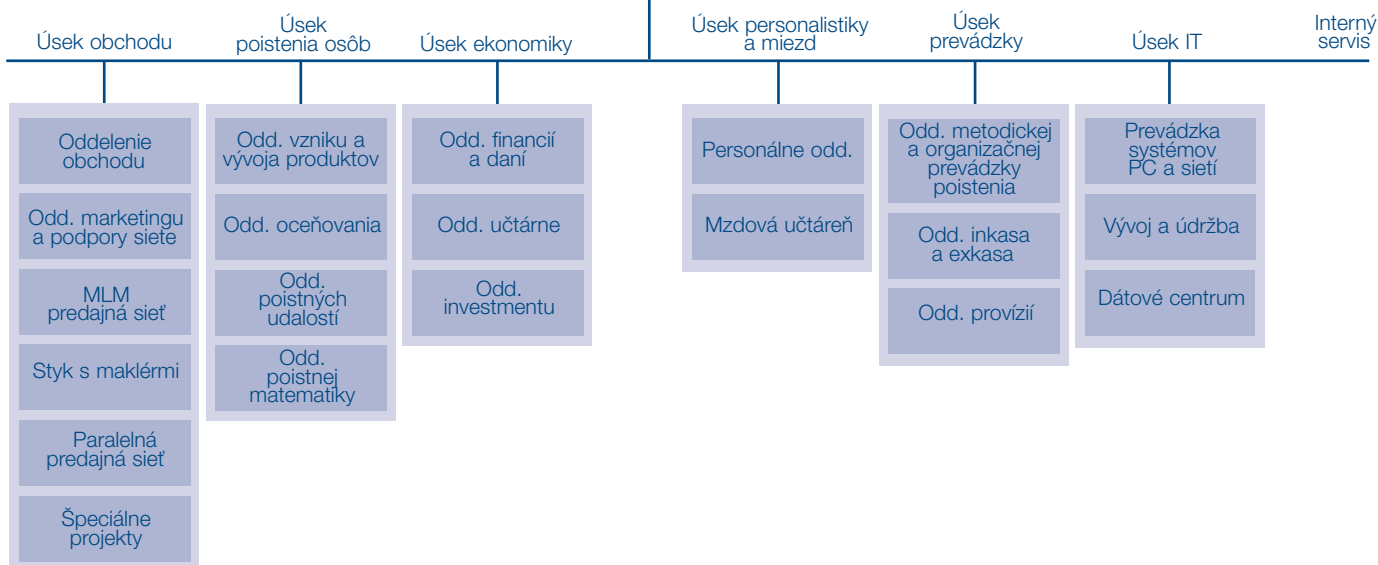 Úsek obchodu
Úsek
poistenia osôb
Úsek ekonomiky
Úsek personalistiky
a miezd
Úsek
prevádzky
Úsek IT
Interný
servis
Oddelenie
obchodu
Odd. marketingu
a podpory siete
MLM
predajná sieť
Styk s maklérmi
Paralelná
predajná sieť
Špeciálne
projekty
Odd. vzniku a
vývoja produktov
Odd. oceňovania
Odd.
poistných
udalostí
Odd.
poistnej
matematiky
Odd. financií
a daní
Odd. učtárne
Odd.
investmentu
Personálne odd.
Mzdová učtáreň
Odd. metodickej
a organizačnej
prevádzky
poistenia
Odd. inkasa
a exkasa
Odd. provízií
Prevádzka
systémov
PC a sietí
Vývoj a údržba
Dátové centrum